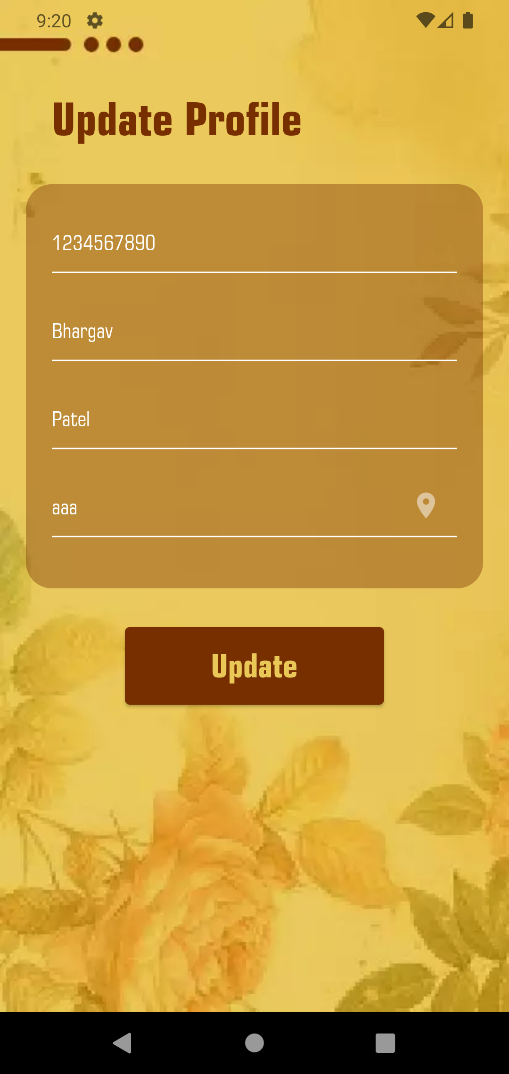 9:20
Update Profile
1234567890
Bhargav
Patel
aaa
Update